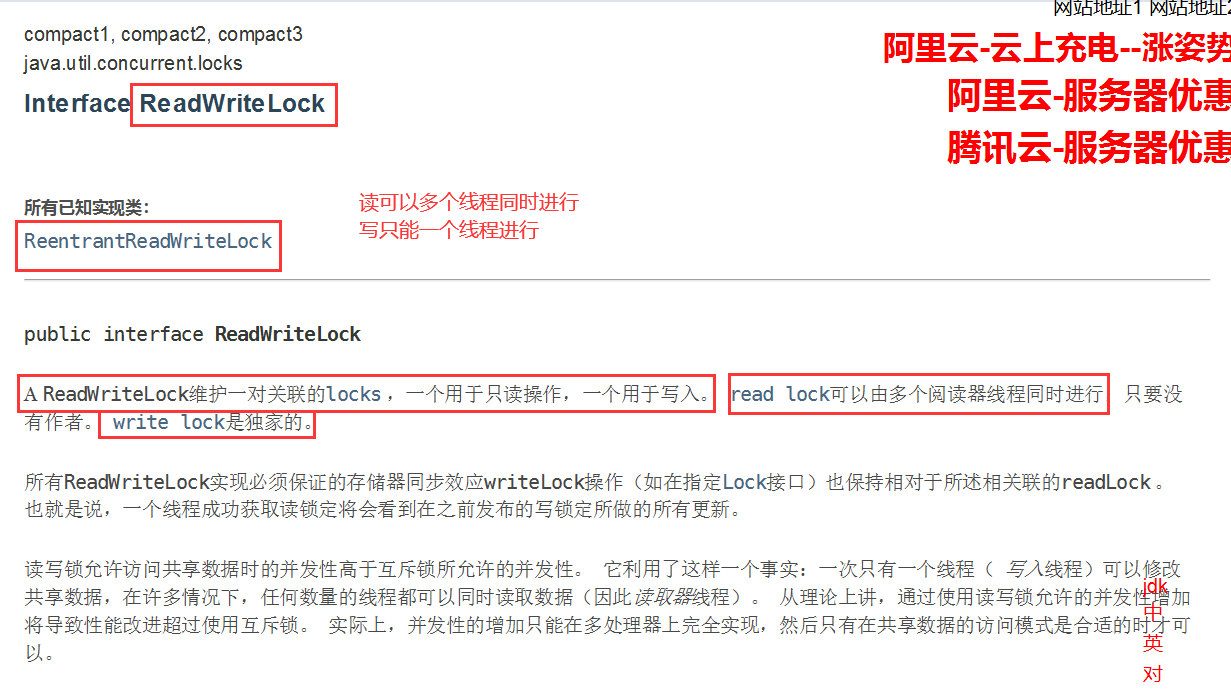 网站地址1 网站地址2
compact1, compact2, compact3
阿里云-云上充电--涨姿势
java.util.concurrent.locks
Interface ReadWriteLock
阿里云-服务器优惠
腾讯云-服务器优惠
所有已知实现类：
读可以多个线程同时进行
写只能一个线程进行
ReentrantReadWriteLock
public interface ReadWriteLock
A ReadWriteLock维护一对关联的locks ，一个用于只读操作，一个用于写入。 read lock可以由多个阅读器线程同时进行，只要没
有作者。 write lock是独家的。
所有ReadWriteLock实现必须保证的存储器同步效应writeLock操作（如在指定Lock接口）也保持相对于所述相关联的readLock 。
也就是说，一个线程成功获取读锁定将会看到在之前发布的写锁定所做的所有更新。
读写锁允许访问共享数据时的并发性高于互斥锁所允许的并发性。 它利用了这样一个事实：一次只有一个线程（ 写入线程）可以修改
共享数据，在许多情况下，任何数量的线程都可以同时读取数据（因此读取器线程）。 从理论上讲，通过使用读写锁允许的并发性增加
将导致性能改进超过使用互斥锁。 实际上，并发性的增加只能在多处理器上完全实现，然后只有在共享数据的访问模式是合适的时才可
以。
jdk
中
英
对